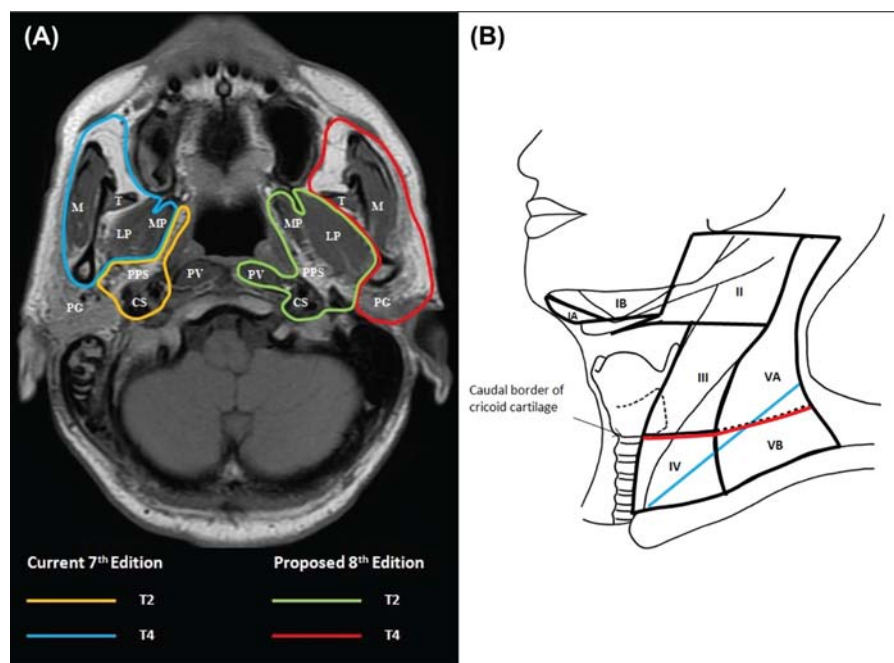 (A)
M
T
MP
LP
PPS
PV
CS
PG
MP
T
M
LP
PV
PPS
CS
PG
Current 7th Edition
Proposed 8th Edition
T2
T2
T4
T4
(B)
II
IB
IA
III
VA
Caudal border of
cricoid cartilage
IV
VB